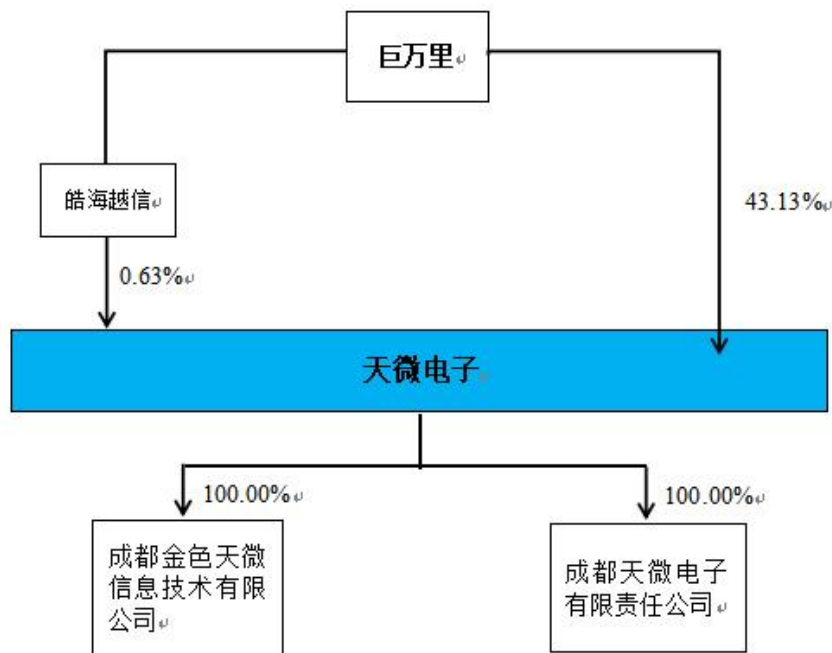 巨万里
皓海越信
43.13%
0.63%
天微电子
100.00%
100.00%
成都金色天微
信息技术有限
公司
成都天微电子
有限责任公司